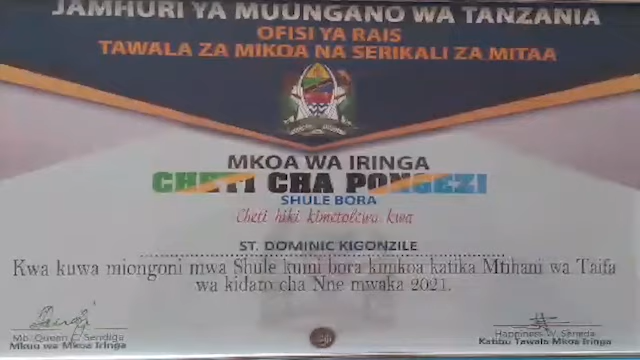 JAMHURI YA MUUNGANO WA TANZANIA
OFISI YA RAIS
TAWALA ZA MIKOA NA SERIKALI ZA MITAA
MKOA WA IRINGA
CHETI CHA PONGEZI
SHULE BORA
Cheti hiki kimetolewa kwa
ST. DOMINIC KIGONZILE
Kwa kuwa miongoni mwa Shule kumi bora kimkoa katika Mtihani wa Taifa
wa kidato cha Nne mwaka 2021.
Mh. Queen C. Sendiga
Mkuu wa Mkoa Iringa
Happiness W. Seneda
Katibu Tawala Mkoa Iringa